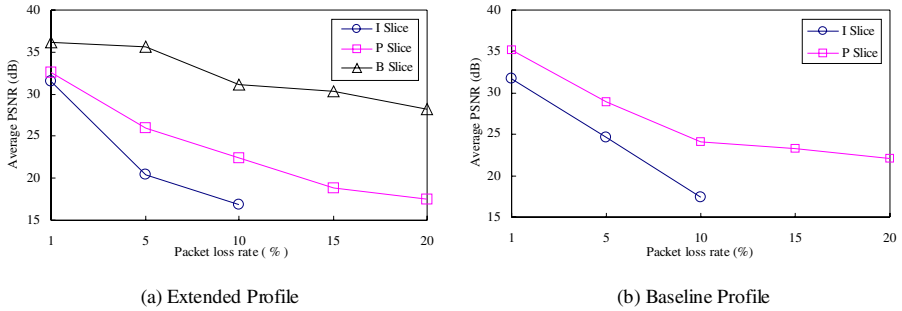 40
35
30
25
20
15
Average PSNR (dB)
I Slice
P Slice
B Slice
1 5 10 15 20
Packet loss rate ( % )
(a) Extended Profile
40
35
30
25
20
15
Average PSNR (dB)
I Slice
P Slice
1 5 10 15 20
Packet loss rate (%)
(b) Baseline Profile